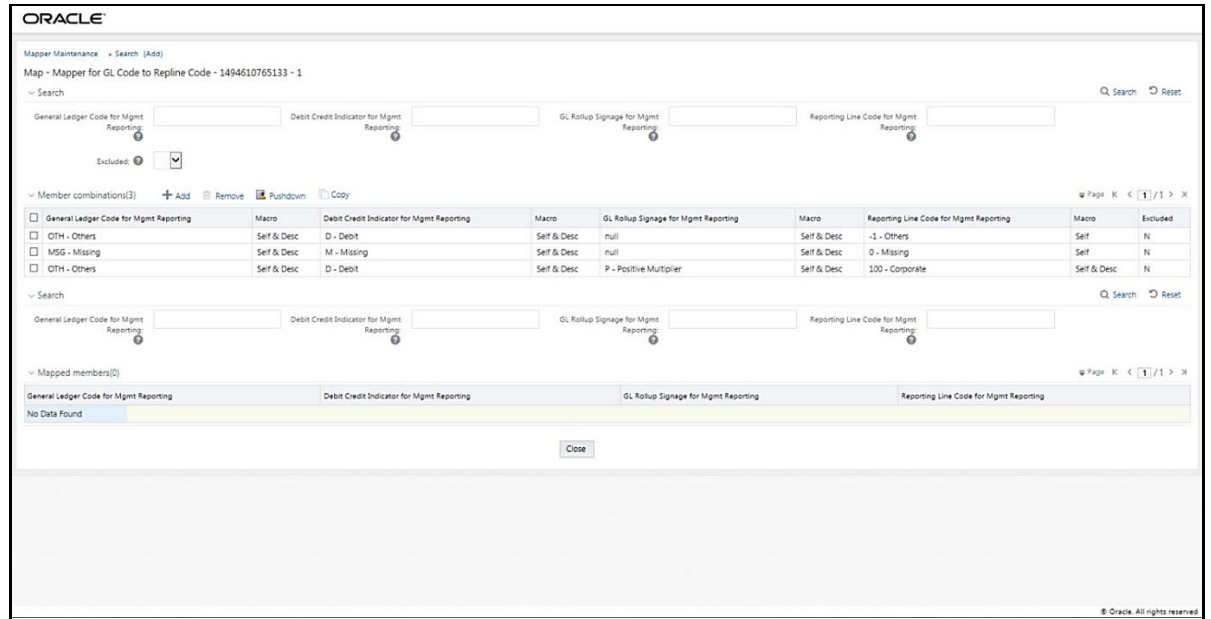 ORACLE
Mapper Maintenance » Search (Add)
Map - Mapper for GL Code to Repline Code - 1494610765133 - 1
Search
Search Reset
General Ledger Code for Mgmt Reporting:
Debit Credit Indicator for Mgmt Reporting:
GL Rollup Signage for Mgmt Reporting:
Reporting Line Code for Mgmt Reporting:
Excluded:
Member combinations(3) Add Remove Pushdown Copy
Page K < 1 / 1 > X
General Ledger Code for Mgmt Reporting Macro Debit Credit Indicator for Mgmt Reporting Macro GL Rollup Signage for Mgmt Reporting Macro Reporting Line Code for Mgmt Reporting Macro Excluded
OTH - Others Self & Desc D - Debit Self & Desc null Self & Desc -1 - Others Self N
MSG - Missing Self & Desc M - Missing Self & Desc null Self & Desc 0 - Missing Self N
OTH - Others Self & Desc D - Debit Self & Desc P - Positive Multiplier Self & Desc 100 - Corporate Self & Desc N
Search
Search Reset
General Ledger Code for Mgmt Reporting:
Debit Credit Indicator for Mgmt Reporting:
GL Rollup Signage for Mgmt Reporting:
Reporting Line Code for Mgmt Reporting:
Mapped members(0)
Page K < 1 / 1 > X
General Ledger Code for Mgmt Reporting Debit Credit Indicator for Mgmt Reporting GL Rollup Signage for Mgmt Reporting Reporting Line Code for Mgmt Reporting
No Data Found
Close
© Oracle. All rights reserved